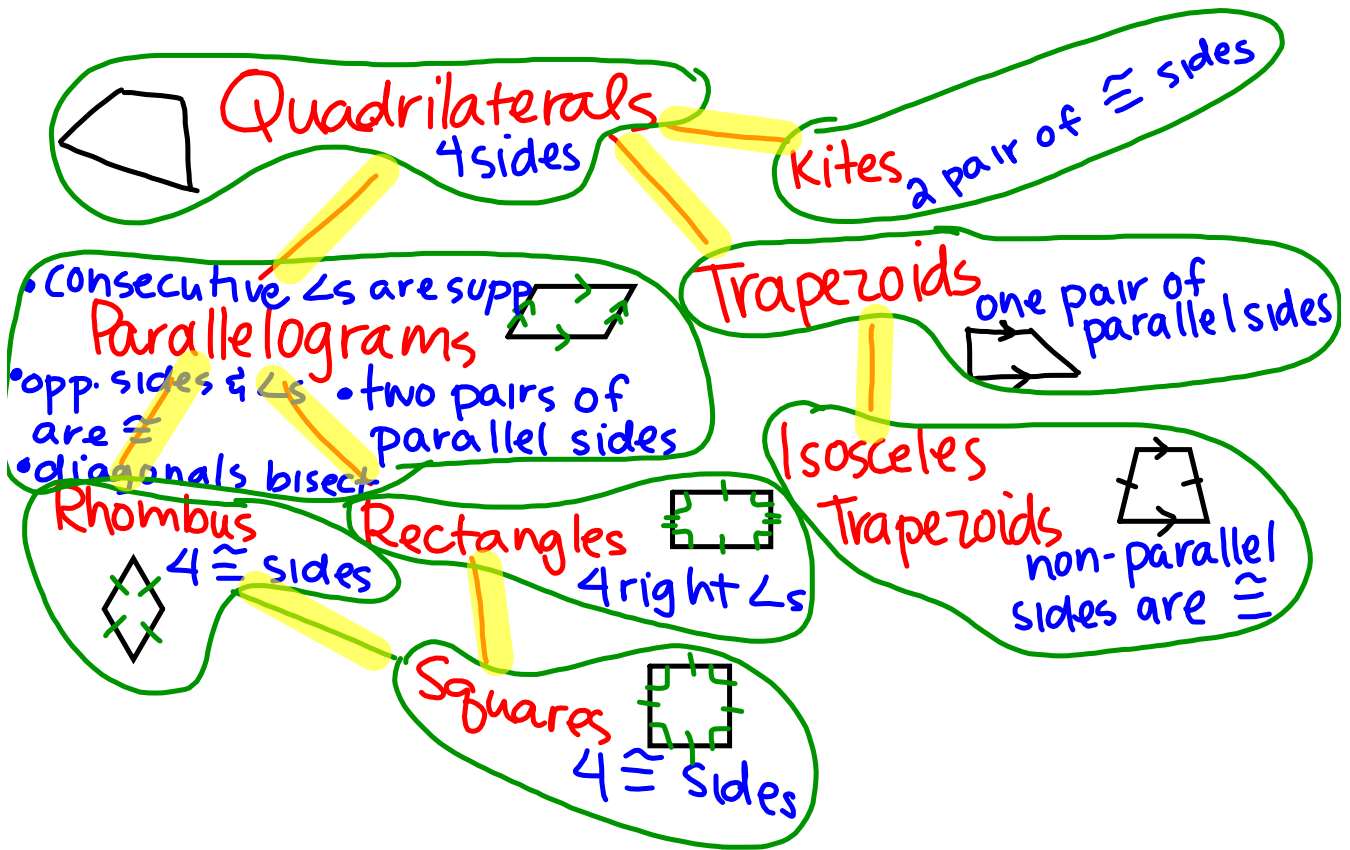 Quadrilaterals
4 sides
Kites
2 pair of ≅ sides
• consecutive ∠s are supp
Parallelograms
• opp. sides & ∠s
are ≅
• two pairs of
parallel sides
• diagonals bisect
Trapezoids
one pair of
parallel sides
Isosceles
Trapezoids
non-parallel
sides are ≅
Rhombus
4 ≅ sides
Rectangles
4 right ∠s
Squares
4 ≅ sides